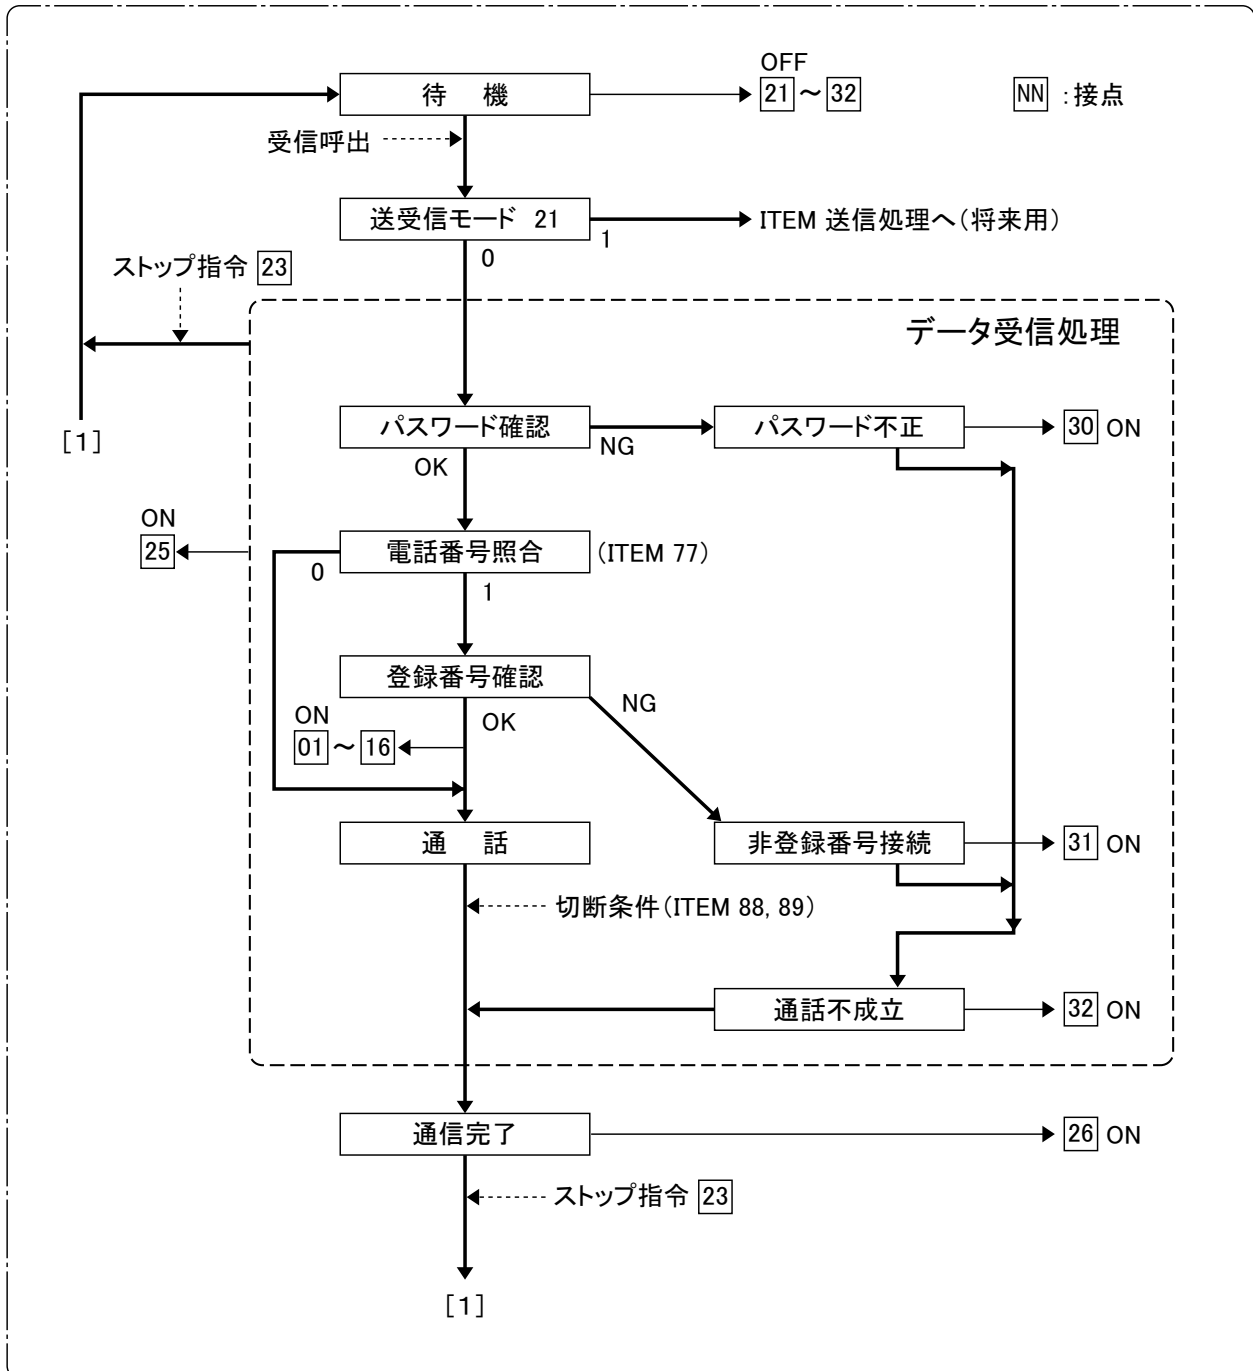 OFF
待 機
21 ～ 32
NN ：接点
受信呼出
送受信モード 21
ITEM 送信処理へ（将来用）
1
0
ストップ指令 23
データ受信処理
パスワード確認
パスワード不正
30 ON
[1]
NG
OK
ON
25
電話番号照合
（ITEM 77）
0
1
登録番号確認
NG
ON
OK
01 ～ 16
通 話
非登録番号接続
31 ON
切断条件（ITEM 88, 89）
通話不成立
32 ON
通信完了
26 ON
ストップ指令 23
[1]